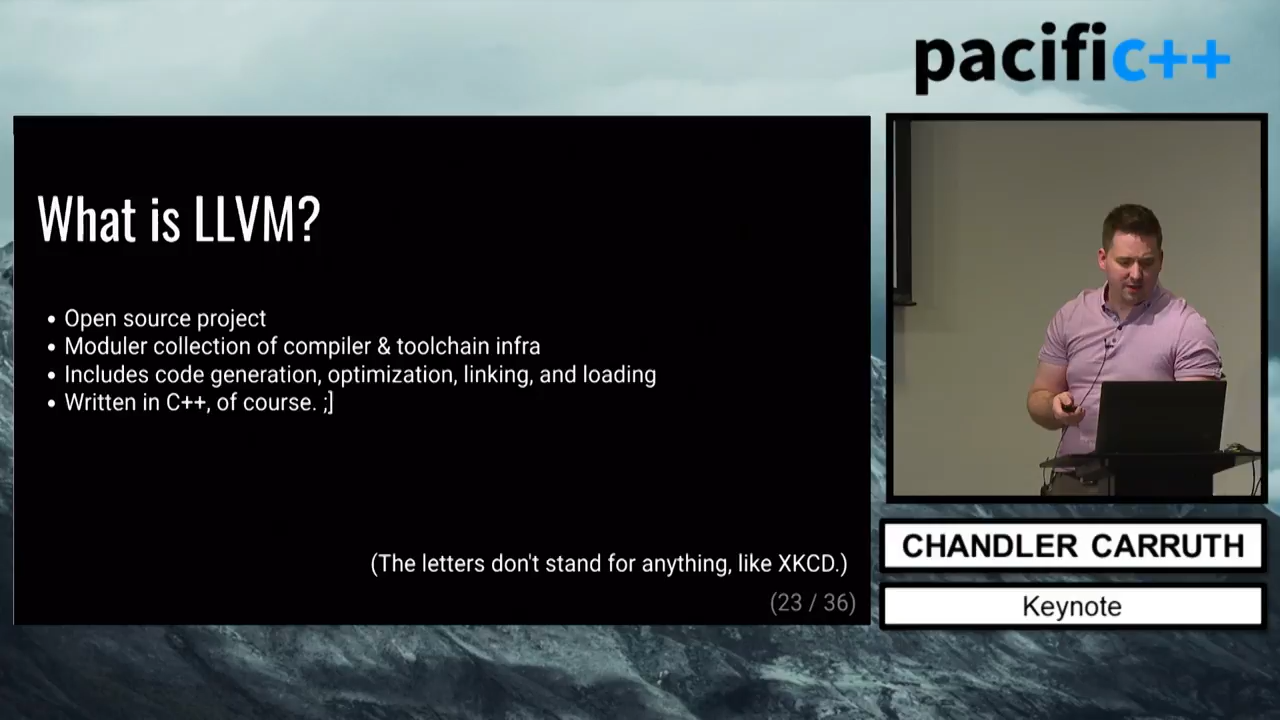 pacific++
What is LLVM?
• Open source project
• Moduler collection of compiler & toolchain infra
• Includes code generation, optimization, linking, and loading
• Written in C++, of course. ;]
(The letters don't stand for anything, like XKCD.)
(23 / 36)
CHANDLER CARRUTH
Keynote